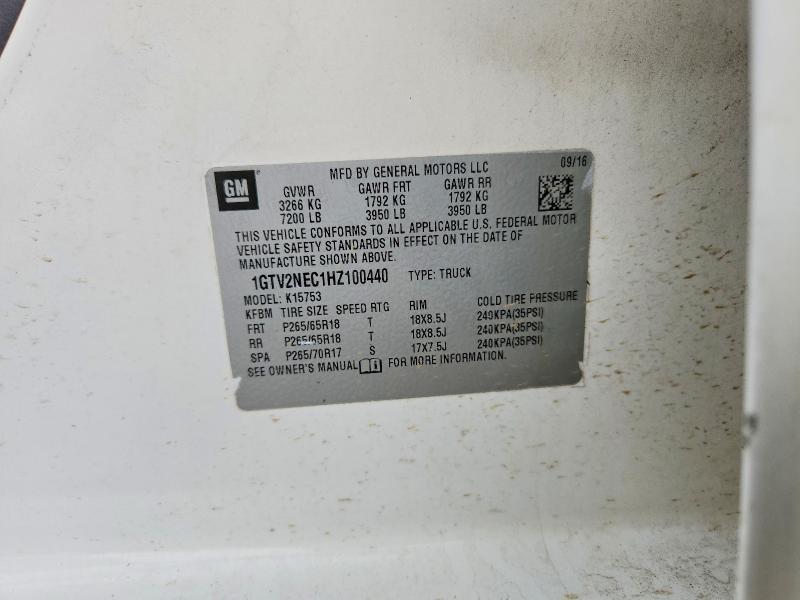 MFD BY GENERAL MOTORS LLC 09/16
GM
GVWR GAWR FRT GAWR RR
3266 KG 1792 KG 1792 KG
7200 LB 3950 LB 3950 LB
THIS VEHICLE CONFORMS TO ALL APPLICABLE U.S. FEDERAL MOTOR
VEHICLE SAFETY STANDARDS IN EFFECT ON THE DATE OF
MANUFACTURE SHOWN ABOVE.
1GTV2NEC1HZ100440 TYPE: TRUCK
MODEL: K15753
KFBM TIRE SIZE SPEED RTG RIM COLD TIRE PRESSURE
FRT P265/65R18 T 18X8.5J 240KPA(35PSI)
RR P265/65R18 T 18X8.5J 240KPA(35PSI)
SPA P265/70R17 S 17X7.5J 240KPA(35PSI)
SEE OWNER'S MANUAL FOR MORE INFORMATION.